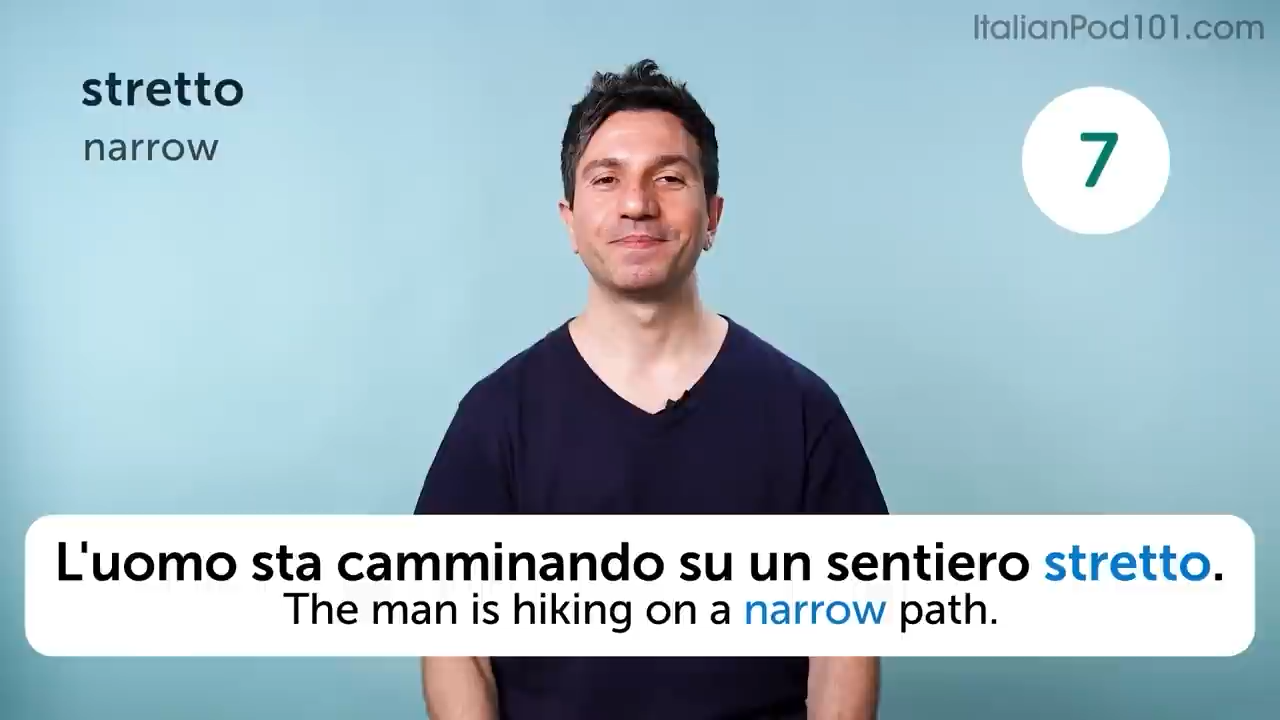 ItalianPod101.com
stretto
narrow
7
L'uomo sta camminando su un sentiero stretto.
The man is hiking on a narrow path.